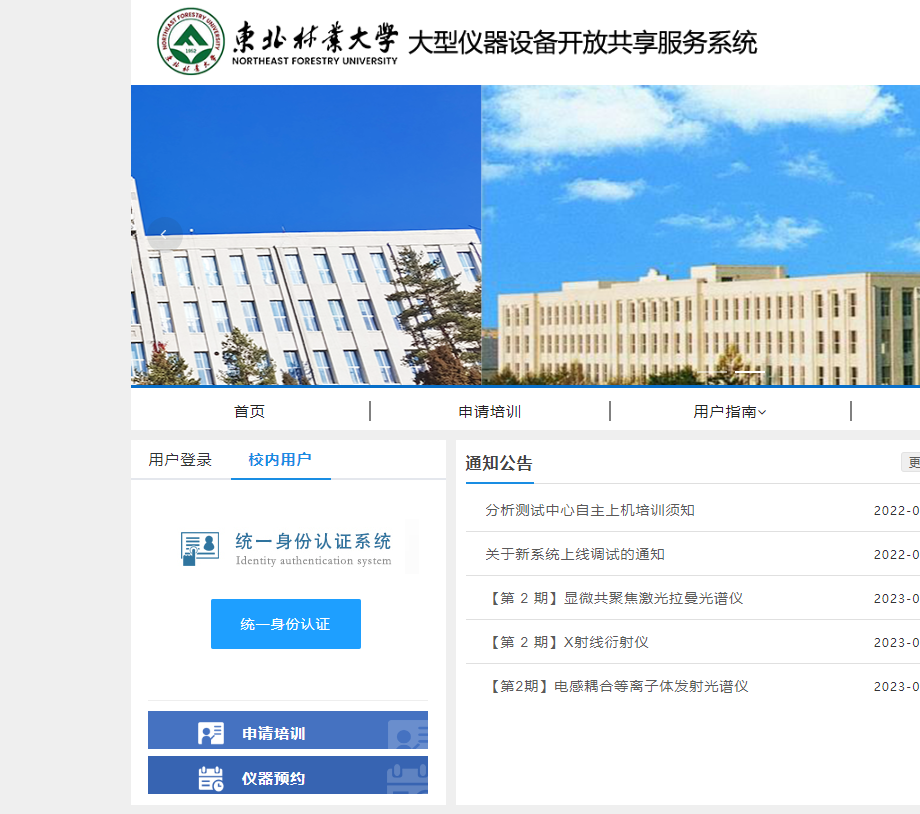 東北林業大學
NORTHEAST FORESTRY UNIVERSITY
大型仪器设备开放共享服务系统
首页
申请培训
用户指南
用户登录
校内用户
统一身份认证系统
Identity authentication system
统一身份认证
申请培训
仪器预约
通知公告
更
分析测试中心自主上机培训须知 2022-0
关于新系统上线调试的通知 2022-0
【第 2 期】显微共聚焦激光拉曼光谱仪 2023-0
【第 2 期】X射线衍射仪 2023-0
【第2期】电感耦合等离子体发射光谱仪 2023-0